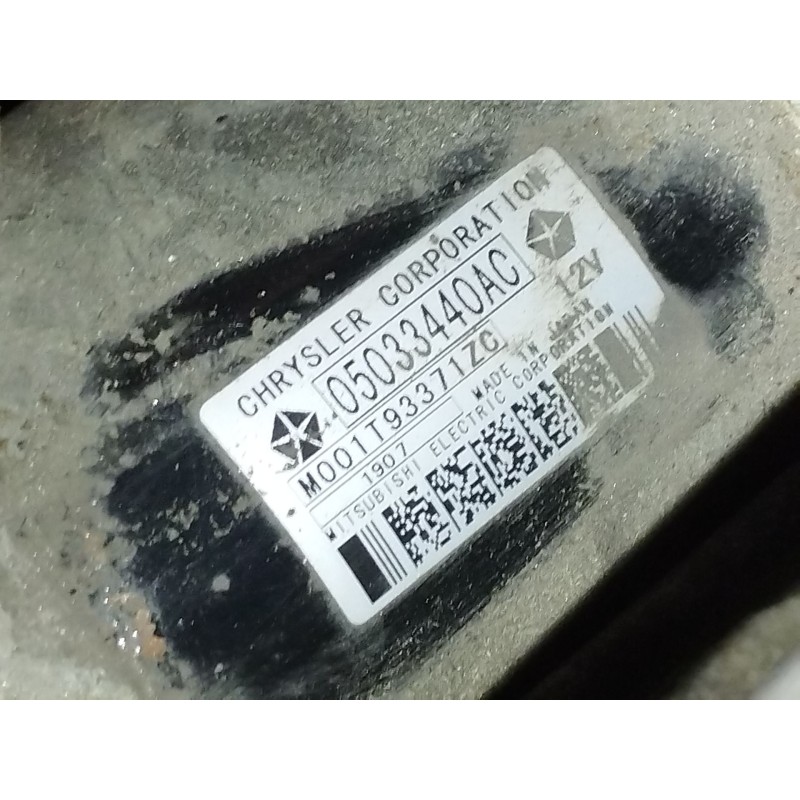 CHRYSLER CORPORATION
05033440AC
12V
M001T93371ZC
MADE IN JAPAN
1907
MITSUBISHI ELECTRIC CORPORATION